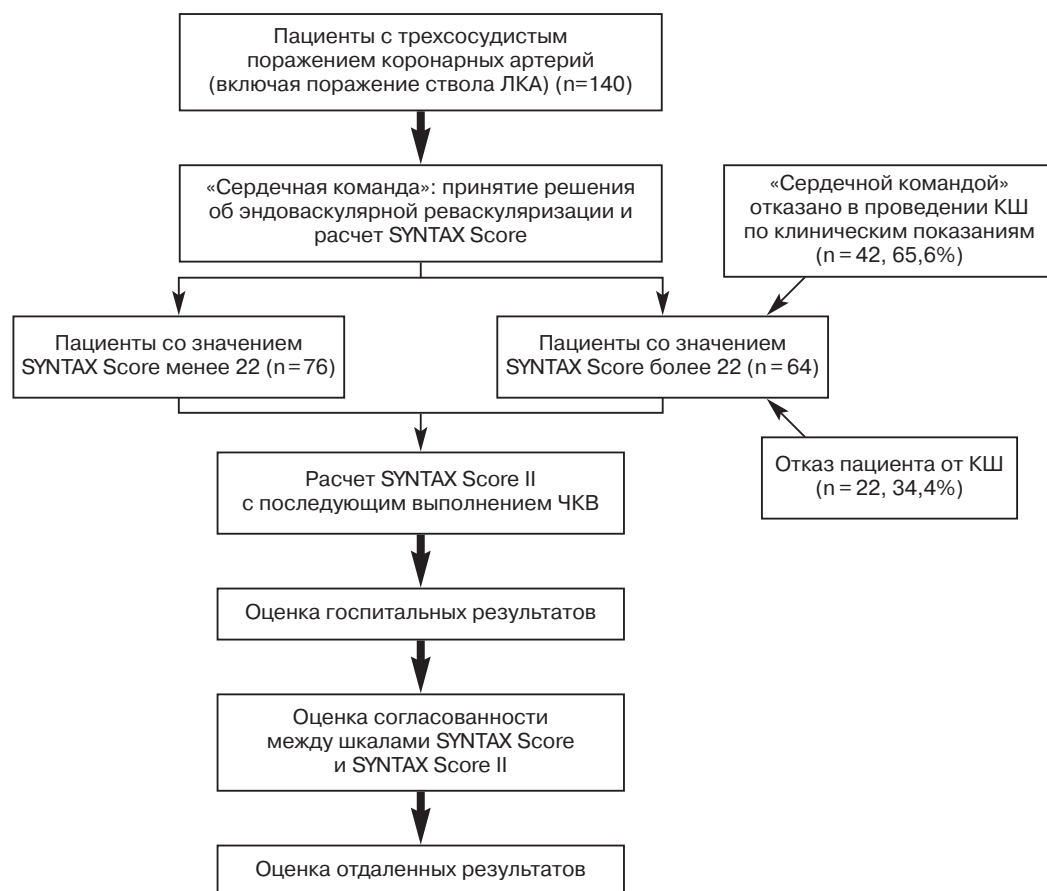 Пациенты с трехсосудистым
поражением коронарных артерий
(включая поражение ствола ЛКА) (n=140)
«Сердечная команда»: принятие решения
об эндоваскулярной реваскуляризации и
расчет SYNTAX Score
«Сердечной командой»
отказано в проведении КШ
по клиническим показаниям
(n = 42, 65,6%)
Пациенты со значением
SYNTAX Score менее 22 (n = 76)
Пациенты со значением
SYNTAX Score более 22 (n = 64)
Отказ пациента от КШ
(n = 22, 34,4%)
Расчет SYNTAX Score II
с последующим выполнением ЧКВ
Оценка госпитальных результатов
Оценка согласованности
между шкалами SYNTAX Score
и SYNTAX Score II
Оценка отдаленных результатов